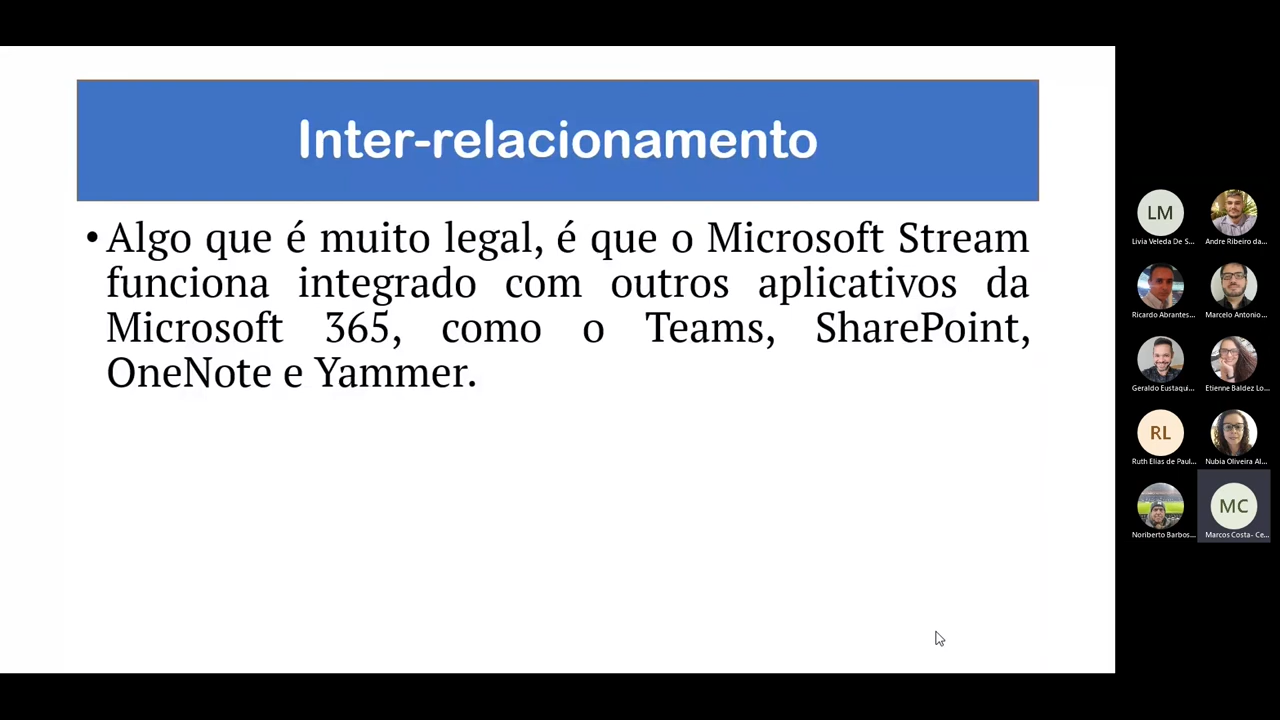 Inter-relacionamento
• Algo que é muito legal, é que o Microsoft Stream
funciona integrado com outros aplicativos da
Microsoft 365, como o Teams, SharePoint,
OneNote e Yammer.
LM
Livia Veleda De S...
Andre Ribeiro da...
Ricardo Abrantes...
Marcelo Antonio...
Geraldo Eustaqui...
Etienne Baldez Lo...
RL
Ruth Elias de Paul...
Nubia Oliveira Al...
Noriberto Barbos...
MC
Marcos Costa- Ce...